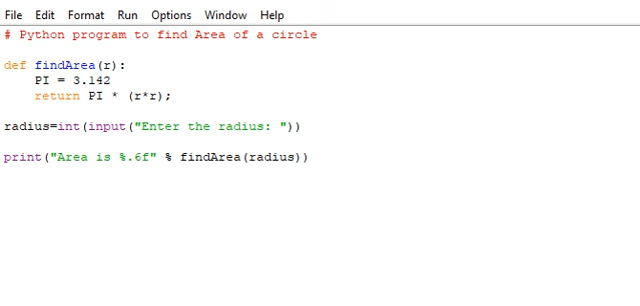 File Edit Format Run Options Window Help
# Python program to find Area of a circle
def findArea(r):
    PI = 3.142
    return PI * (r*r);
radius=int(input("Enter the radius: "))
print("Area is %.6f" % findArea(radius))